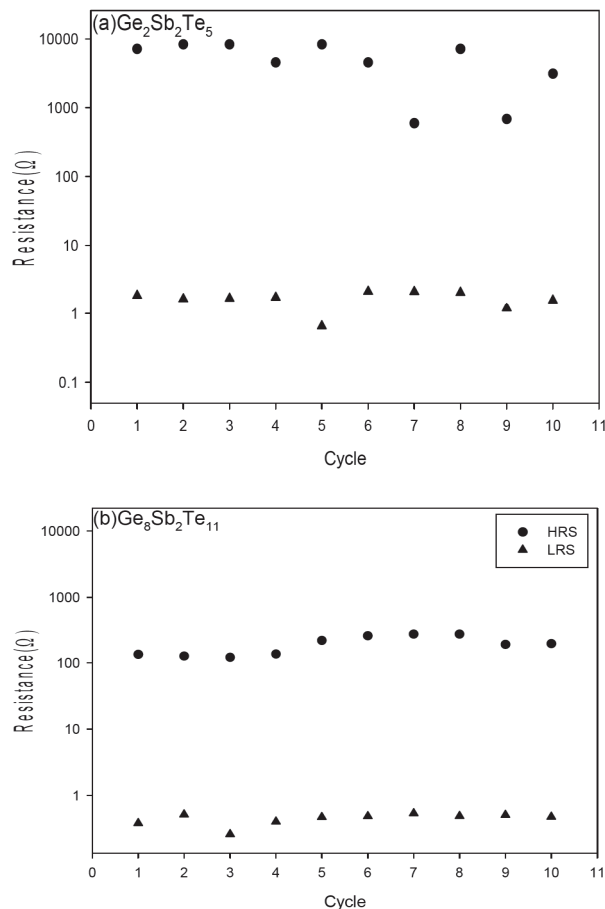 (a)Ge₂Sb₂Te₅
10000
1000
100
10
1
0.1
Resistance(Ω)
0 1 2 3 4 5 6 7 8 9 10 11
Cycle
(b)Ge₈Sb₂Te₁₁
HRS
LRS
10000
1000
100
10
1
Resistance(Ω)
0 1 2 3 4 5 6 7 8 9 10 11
Cycle